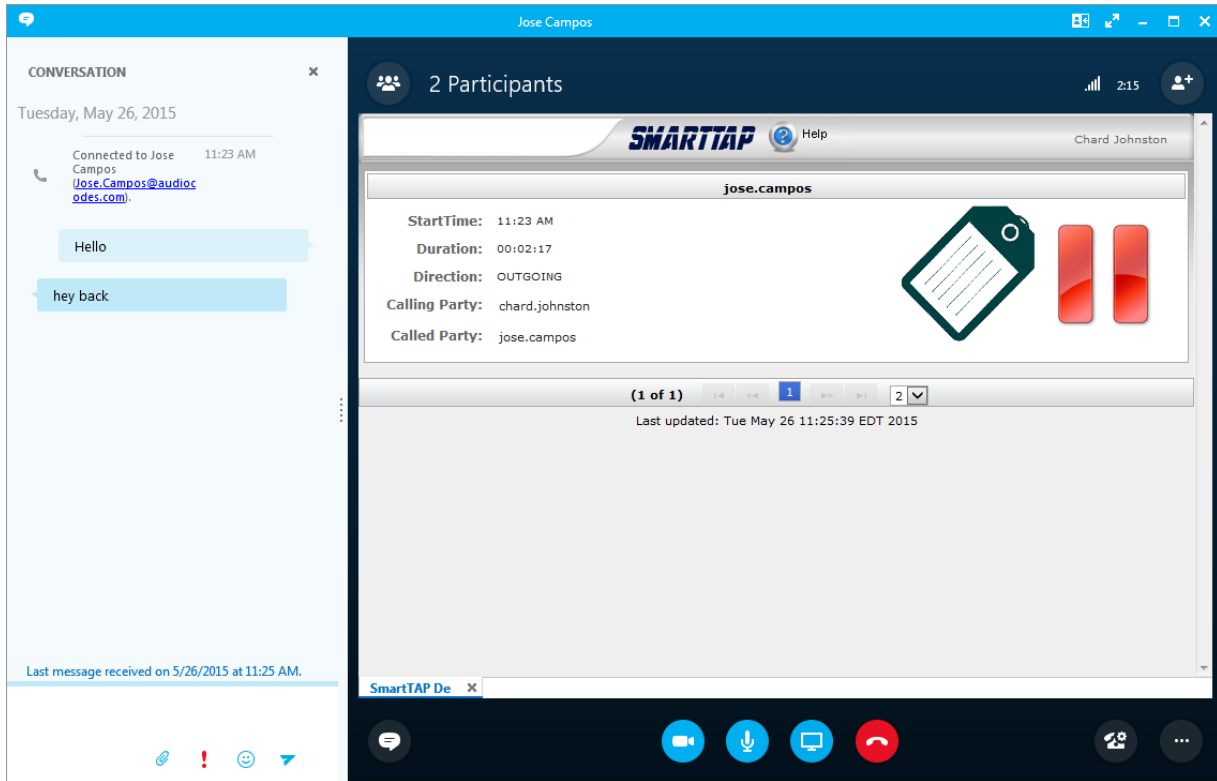 Jose Campos
CONVERSATION
Tuesday, May 26, 2015
Connected to Jose 11:23 AM
Campos
(Jose.Campos@audioc
odes.com).
Hello
hey back
Last message received on 5/26/2015 at 11:25 AM.
2 Participants
2:15
SMARTTAP
Help
Chard Johnston
jose.campos
StartTime: 11:23 AM
Duration: 00:02:17
Direction: OUTGOING
Calling Party: chard.johnston
Called Party: jose.campos
(1 of 1) 1 2
Last updated: Tue May 26 11:25:39 EDT 2015
SmartTAP De